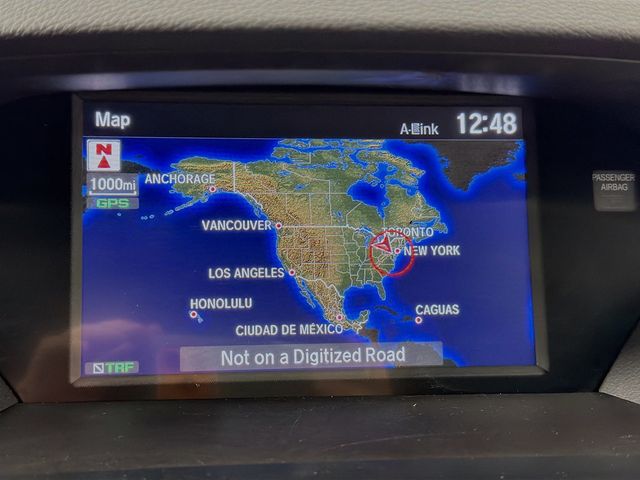 Map
A-Link
12:48
N
1000mi
GPS
ANCHORAGE
VANCOUVER
TORONTO
NEW YORK
LOS ANGELES
HONOLULU
CIUDAD DE MÉXICO
CAGUAS
Not on a Digitized Road
TRF
PASSENGER
AIRBAG